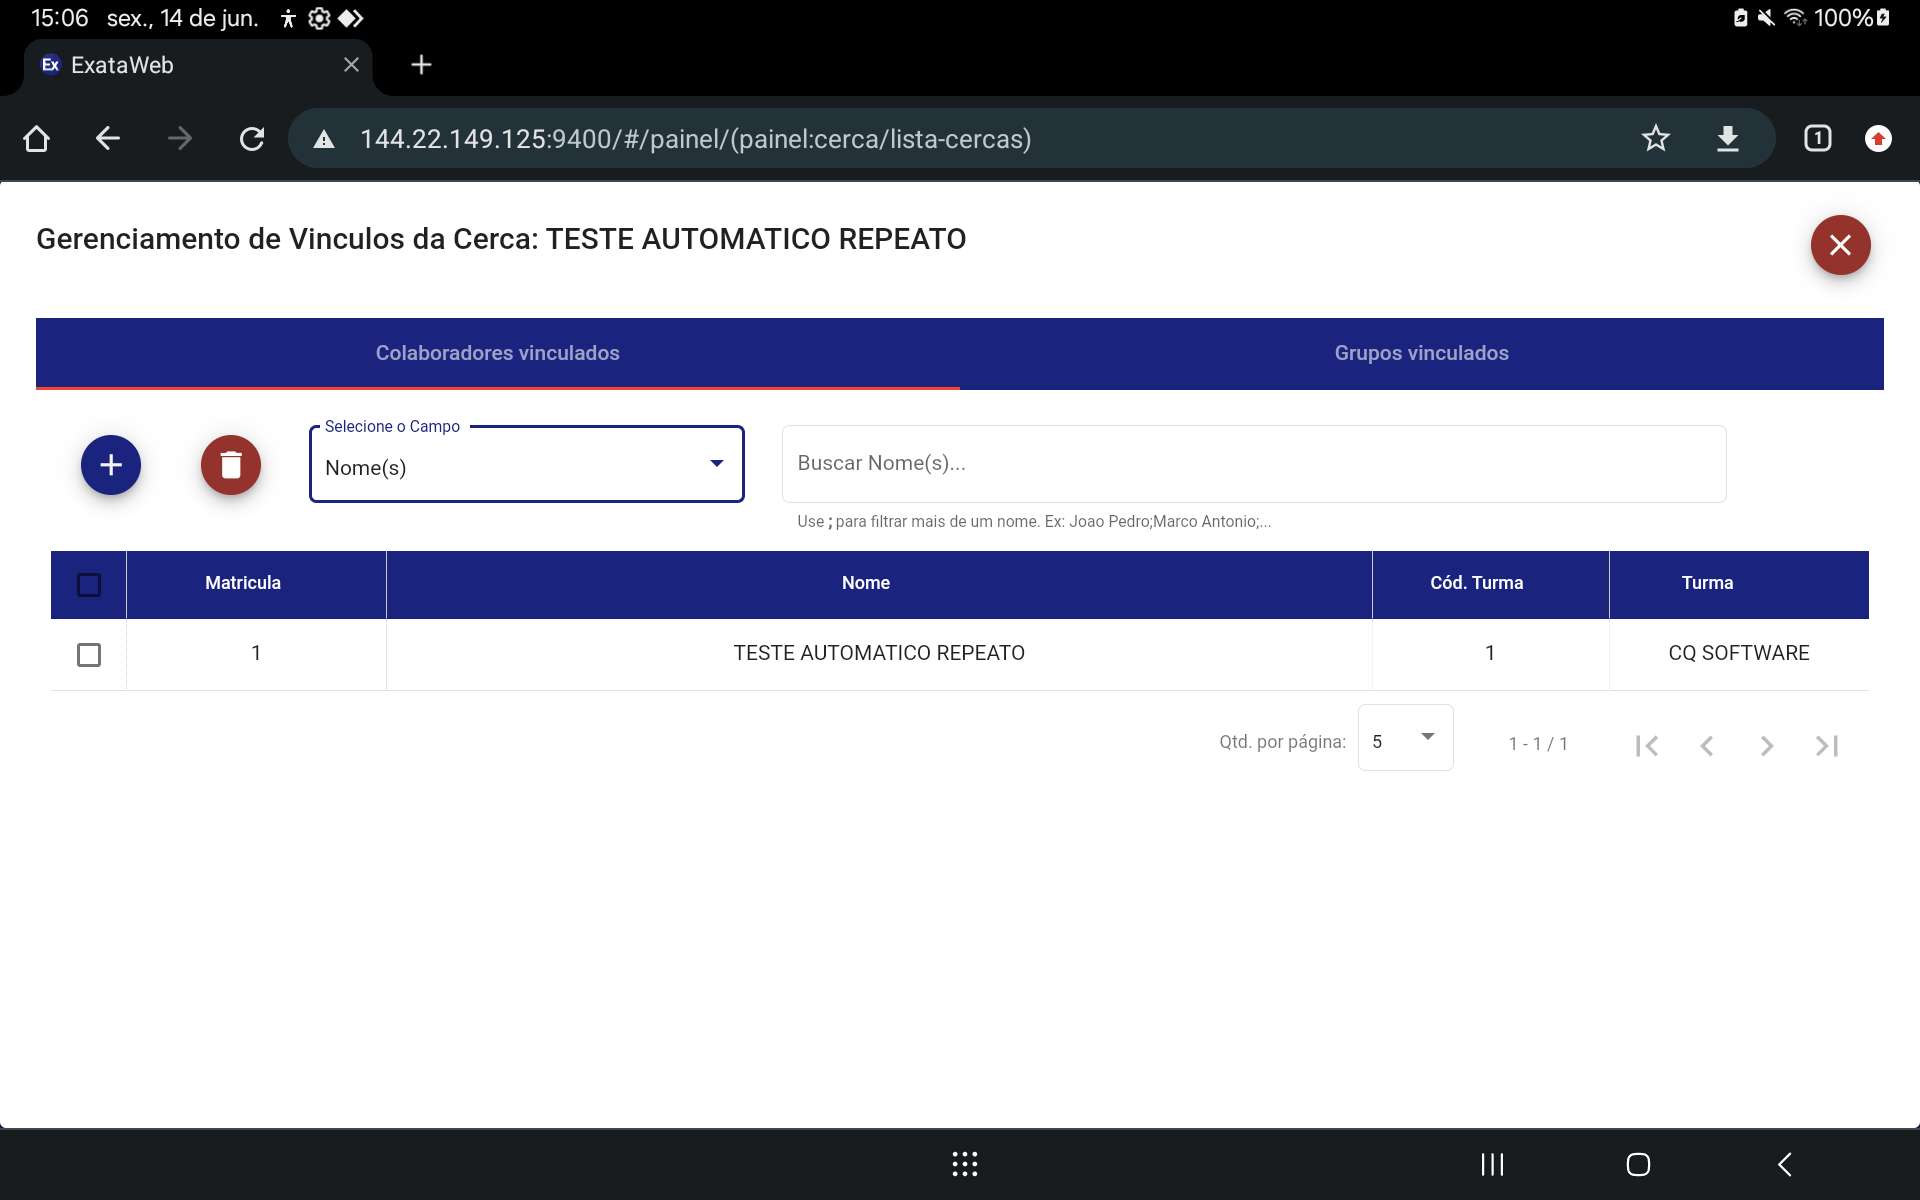 15:06 sex., 14 de jun. 100%
Ex ExataWeb
144.22.149.125:9400/#/painel/(painel:cerca/lista-cercas) 1
Gerenciamento de Vinculos da Cerca: TESTE AUTOMATICO REPEATO
Colaboradores vinculados Grupos vinculados
Selecione o Campo
Nome(s) Buscar Nome(s)...
Use ; para filtrar mais de um nome. Ex: Joao Pedro;Marco Antonio;...
Matricula Nome Cód. Turma Turma
1 TESTE AUTOMATICO REPEATO 1 CQ SOFTWARE
Qtd. por página: 5 1 - 1 / 1